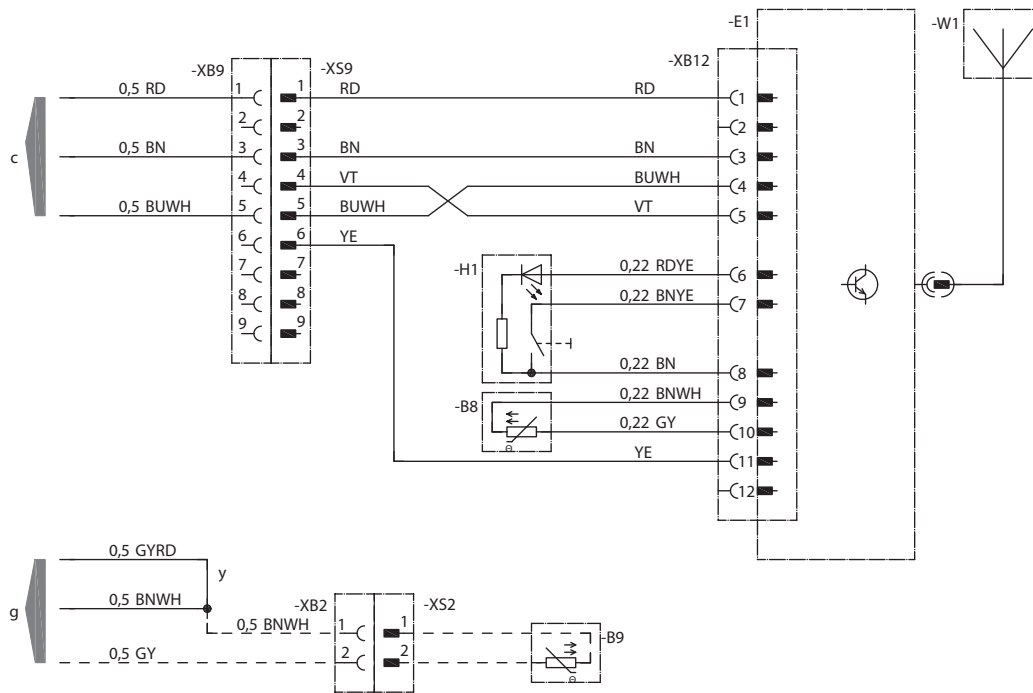 -E1
-W1
-XB9
-XS9
-XB12
c
0,5 RD
1
1
RD
RD
1
2
2
2
0,5 BN
3
3
BN
BN
3
4
4
VT
BUWH
4
0,5 BUWH
5
5
BUWH
VT
5
6
6
YE
7
7
8
8
9
9
-H1
0,22 RDYE
6
0,22 BNYE
7
0,22 BN
8
-B8
0,22 BNWH
9
0,22 GY
10
Θ
YE
11
12
g
0,5 GYRD
y
0,5 BNWH
-XB2
-XS2
0,5 BNWH
1
1
-B9
0,5 GY
2
2
Θ